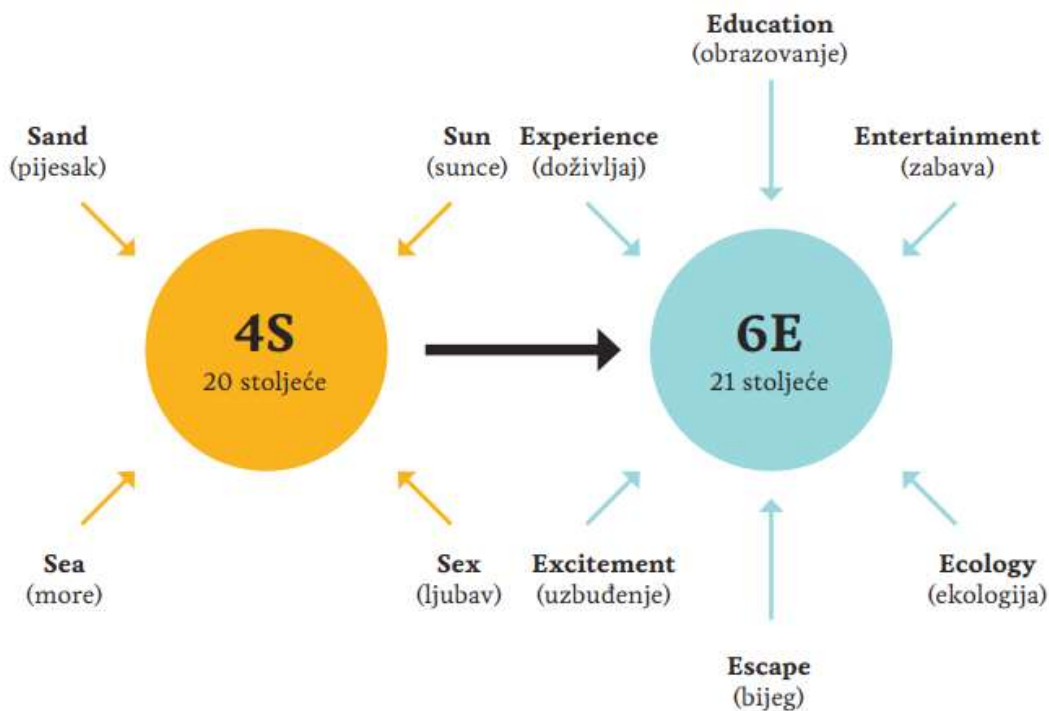 Education
(obrazovanje)
Sand
(pijesak)
Sun
(sunce)
Experience
(doživljaj)
Entertainment
(zabava)
4S
20 stoljeće
6E
21 stoljeće
Sea
(more)
Sex
(ljubav)
Excitement
(uzbuđenje)
Ecology
(ekologija)
Escape
(bijeg)